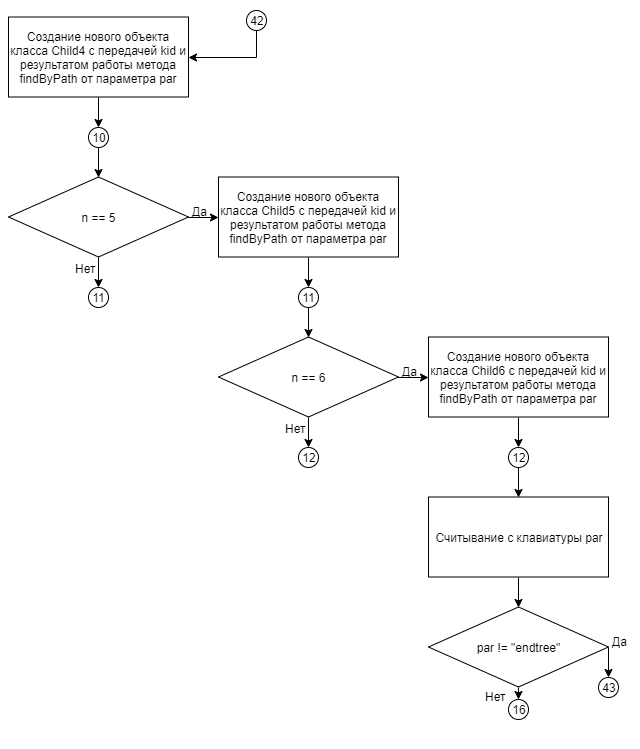 42
Создание нового объекта
класса Child4 с передачей kid и
результатом работы метода
findByPath от параметра par
10
n == 5
Да
Нет
11
Создание нового объекта
класса Child5 с передачей kid и
результатом работы метода
findByPath от параметра par
11
n == 6
Да
Нет
12
Создание нового объекта
класса Child6 с передачей kid и
результатом работы метода
findByPath от параметра par
12
Считывание с клавиатуры par
par != "endtree"
Да
43
Нет
16